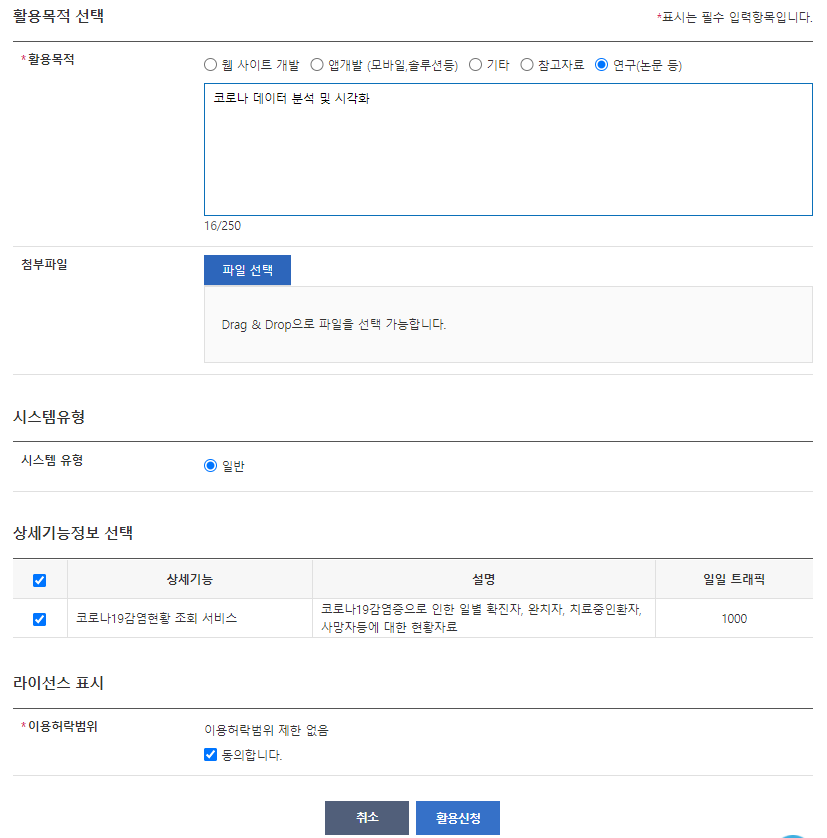 활용목적 선택
*표시는 필수 입력항목입니다.
*활용목적
웹 사이트 개발 앱개발 (모바일,솔루션등) 기타 참고자료 연구(논문 등)
코로나 데이터 분석 및 시각화
16/250
첨부파일
파일 선택
Drag & Drop으로 파일을 선택 가능합니다.
시스템유형
시스템 유형
일반
상세기능정보 선택
상세기능 설명 일일 트래픽
코로나19감염현황 조회 서비스
코로나19감염증으로 인한 일별 확진자, 완치자, 치료중인환자,
사망자등에 대한 현황자료
1000
라이선스 표시
*이용허락범위
이용허락범위 제한 없음
동의합니다.
취소 활용신청